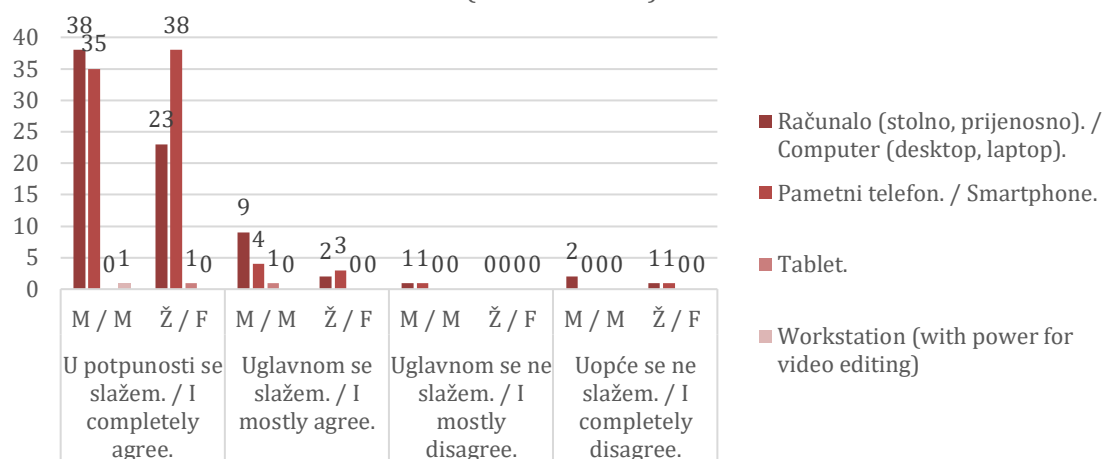 38
35
0
1
23
38
1
0
9
4
1
0
2
3
0
0
1
1
0
0
0
0
0
0
2
0
0
0
1
1
0
0
40
35
30
25
20
15
10
5
0
M / M
Ž / F
M / M
Ž / F
M / M
Ž / F
M / M
Ž / F
U potpunosti se
slažem. / I
completely
agree.
Uglavnom se
slažem. / I
mostly agree.
Uglavnom se ne
slažem. / I
mostly
disagree.
Uopće se ne
slažem. / I
completely
disagree.
Računalo (stolno, prijenosno). /
Computer (desktop, laptop).
Pametni telefon. / Smartphone.
Tablet.
Workstation (with power for
video editing)